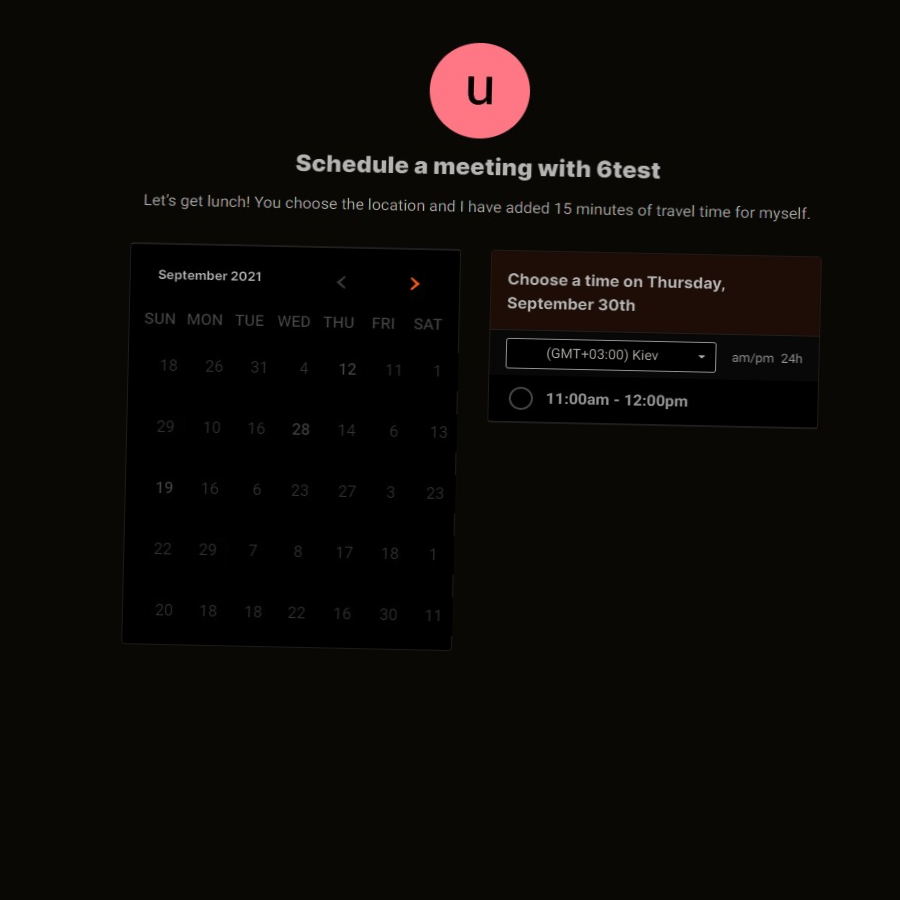 u
Schedule a meeting with 6test
Let's get lunch! You choose the location and I have added 15 minutes of travel time for myself.
September 2021
SUN MON TUE WED THU FRI SAT
18 26 31 4 12 11 1
29 10 16 28 14 6 13
19 16 6 23 27 3 23
22 29 7 8 17 18 1
20 18 18 22 16 30 11
Choose a time on Thursday,
September 30th
(GMT+03:00) Kiev
am/pm 24h
11:00am - 12:00pm